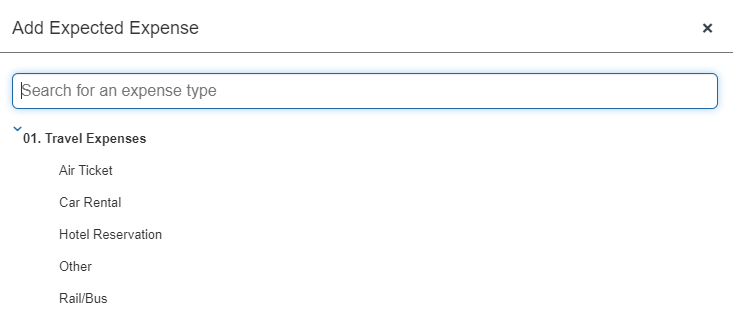 Add Expected Expense
Search for an expense type
01. Travel Expenses
Air Ticket
Car Rental
Hotel Reservation
Other
Rail/Bus